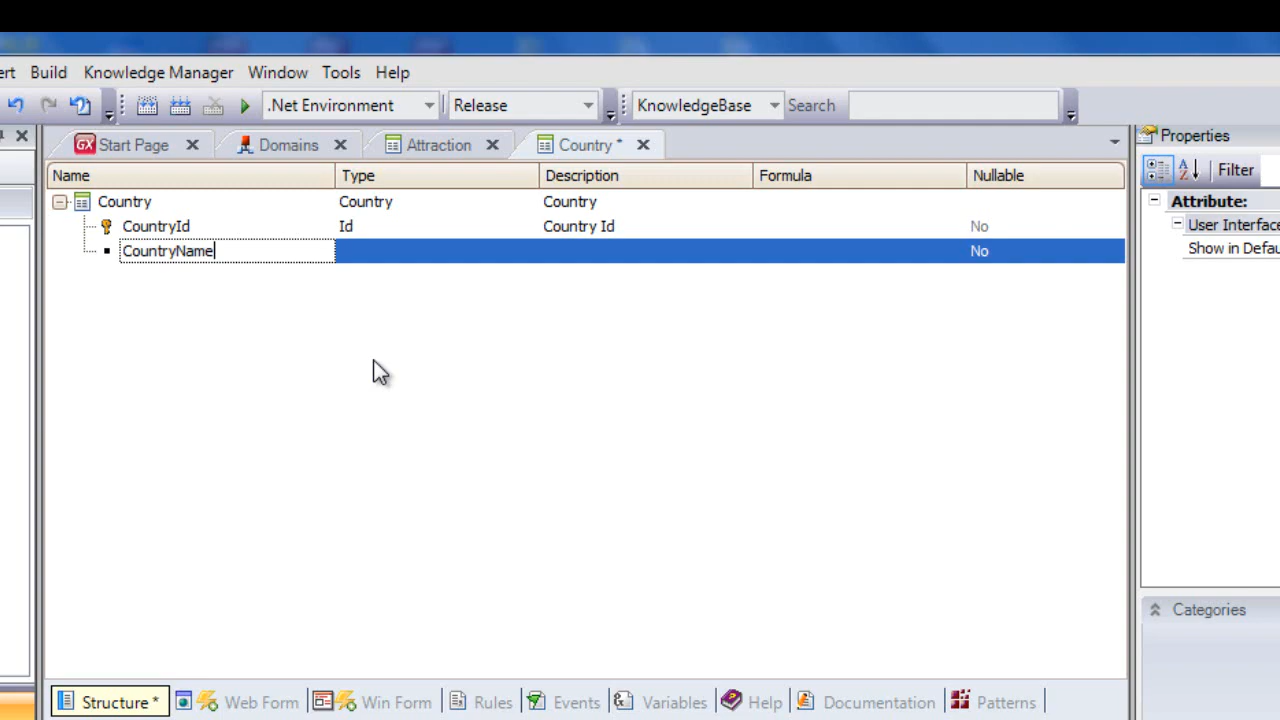 ert Build Knowledge Manager Window Tools Help
.Net Environment Release KnowledgeBase Search
GX Start Page Domains Attraction Country * Properties
Name Type Description Formula Nullable Filter
Country Country Country Attribute:
CountryId Id Country Id No User Interface
CountryName No Show in Defau
Categories
Structure * Web Form Win Form Rules Events Variables Help Documentation Patterns